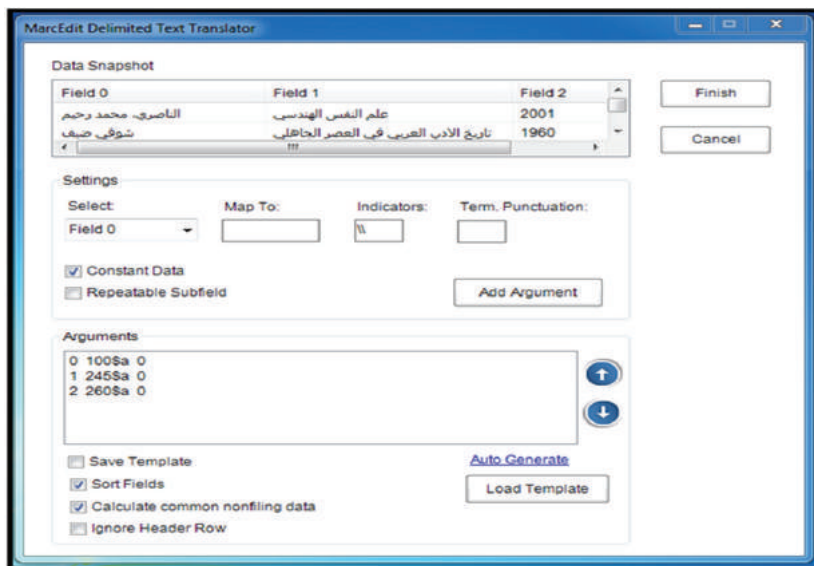 MarcEdit Delimited Text Translator
Data Snapshot
Field 0 Field 1 Field 2
الناصري، محمد رحيم علم النفس الهندسي 2001
شوقي ضيف تاريخ الادب العربي في العصر الجاهلي 1960
Finish
Cancel
Settings
Select: Map To: Indicators: Term. Punctuation:
Field 0 \\
Constant Data
Repeatable Subfield Add Argument
Arguments
0 100$a 0
1 245$a 0
2 260$a 0
Save Template Auto Generate
Sort Fields Load Template
Calculate common nonfiling data
Ignore Header Row